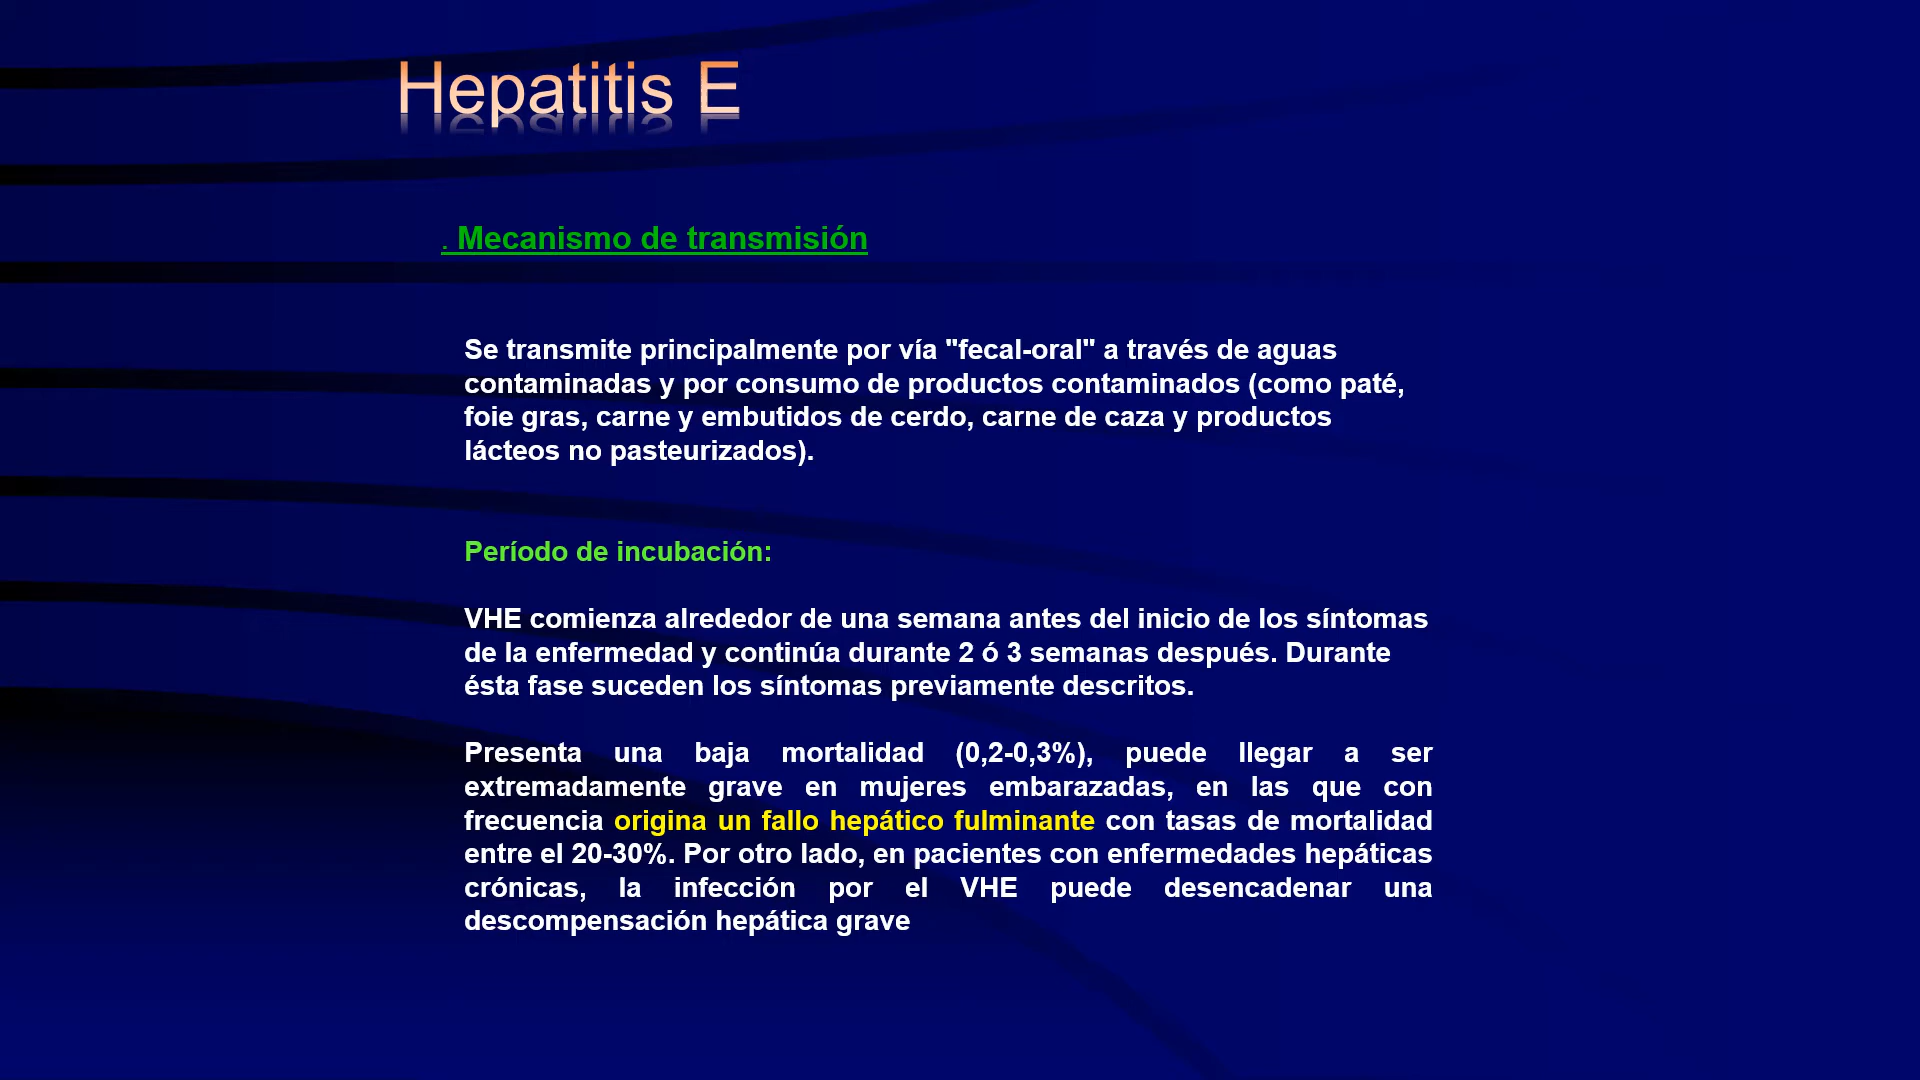 Hepatitis E
. Mecanismo de transmisión
Se transmite principalmente por vía "fecal-oral" a través de aguas
contaminadas y por consumo de productos contaminados (como paté,
foie gras, carne y embutidos de cerdo, carne de caza y productos
lácteos no pasteurizados).
Período de incubación:
VHE comienza alrededor de una semana antes del inicio de los síntomas
de la enfermedad y continúa durante 2 ó 3 semanas después. Durante
ésta fase suceden los síntomas previamente descritos.
Presenta una baja mortalidad (0,2-0,3%), puede llegar a ser
extremadamente grave en mujeres embarazadas, en las que con
frecuencia origina un fallo hepático fulminante con tasas de mortalidad
entre el 20-30%. Por otro lado, en pacientes con enfermedades hepáticas
crónicas, la infección por el VHE puede desencadenar una
descompensación hepática grave